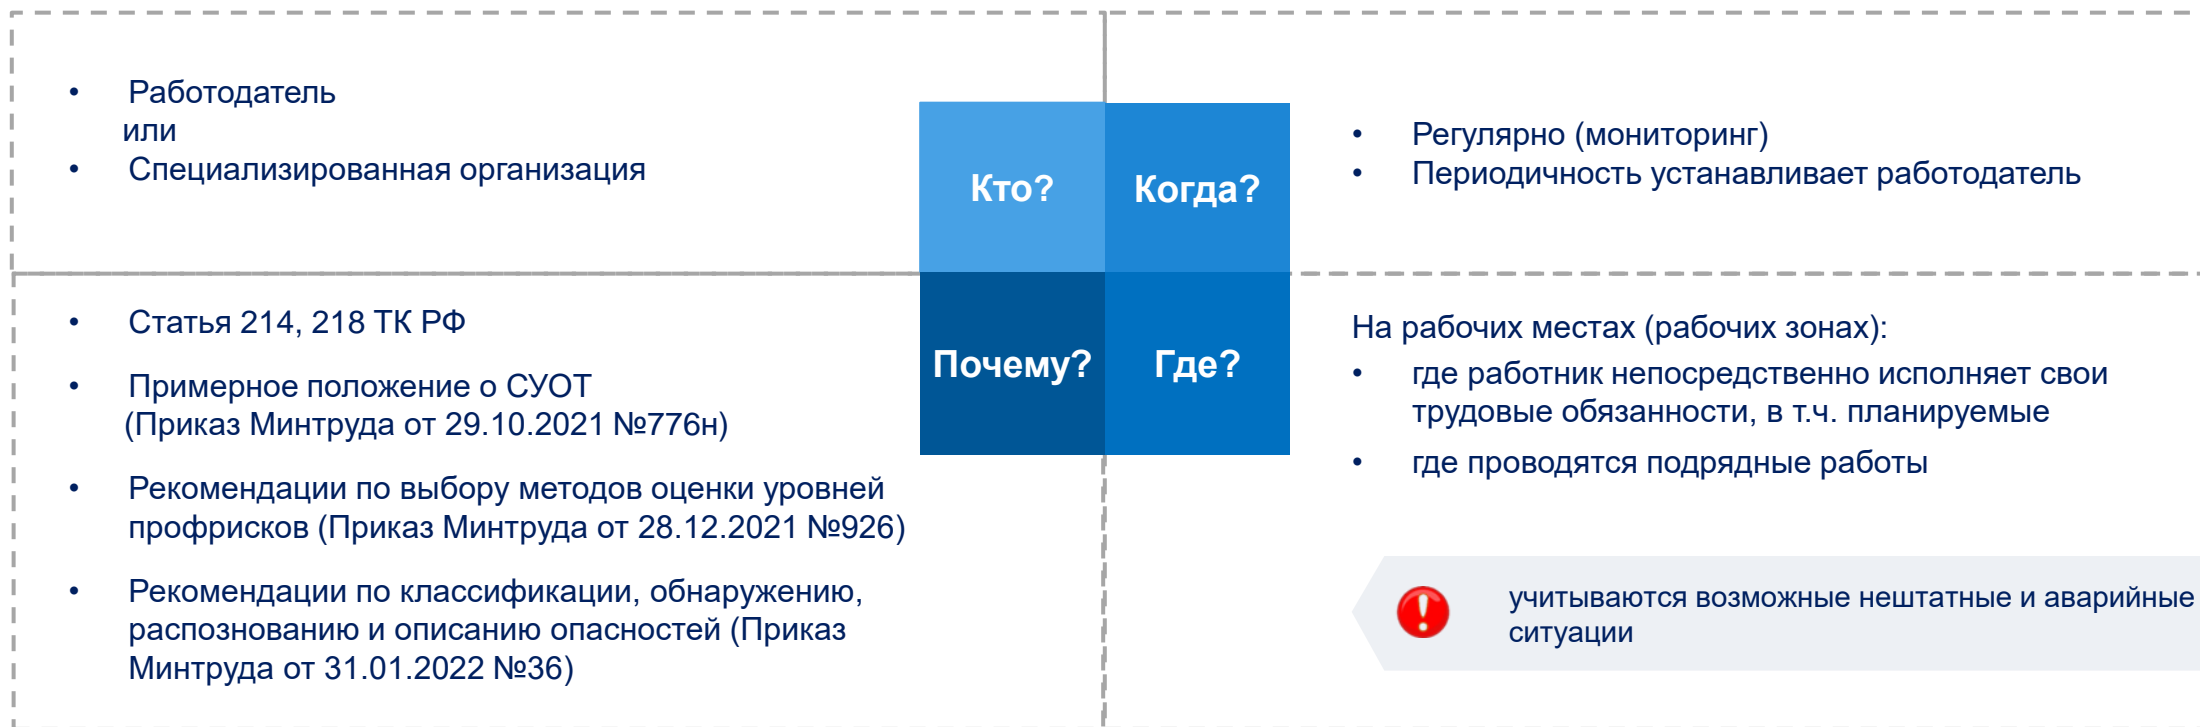 • Работодатель
или
• Специализированная организация
Кто?
Когда?
• Регулярно (мониторинг)
• Периодичность устанавливает работодатель
• Статья 214, 218 ТК РФ
• Примерное положение о СУОТ
(Приказ Минтруда от 29.10.2021 №776н)
• Рекомендации по выбору методов оценки уровней
профрисков (Приказ Минтруда от 28.12.2021 №926)
• Рекомендации по классификации, обнаружению,
распознованию и описанию опасностей (Приказ
Минтруда от 31.01.2022 №36)
Почему?
Где?
На рабочих местах (рабочих зонах):
• где работник непосредственно исполняет свои
трудовые обязанности, в т.ч. планируемые
• где проводятся подрядные работы
учитываются возможные нештатные и аварийные
ситуации